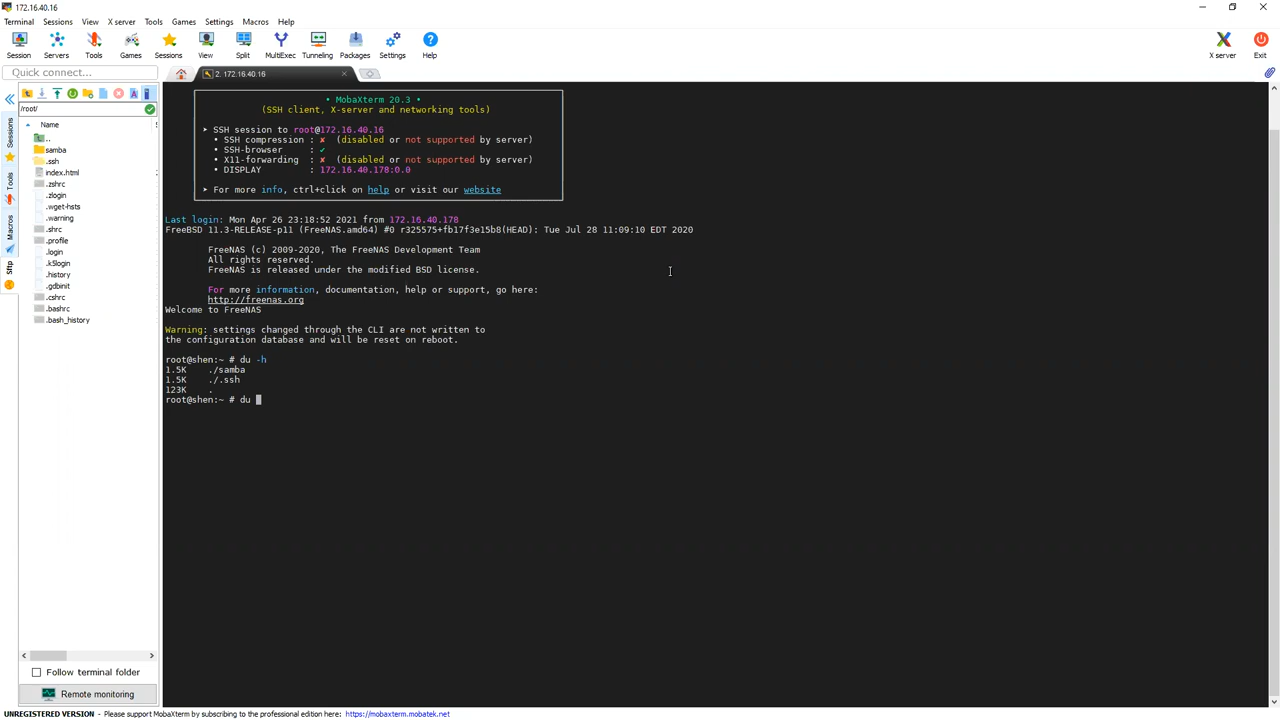 172.16.40.16
Terminal Sessions View X server Tools Games Settings Macros Help
Session Servers Tools Games Sessions View Split MultiExec Tunneling Packages Settings Help X server Exit
Quick connect...
2. 172.16.40.16
/root/
Name
..
samba
.ssh
index.html
.zshrc
.zlogin
.wget-hsts
.warning
.shrc
.profile
.login
.k5login
.history
.gdbinit
.cshrc
.bashrc
.bash_history
Sessions
Tools
Macros
Sftp
Follow terminal folder
Remote monitoring
• MobaXterm 20.3 •
(SSH client, X-server and networking tools)
➤ SSH session to root@172.16.40.16
• SSH compression : ✘ (disabled or not supported by server)
• SSH-browser : ✔
• X11-forwarding : ✘ (disabled or not supported by server)
• DISPLAY : 172.16.40.178:0.0
➤ For more info, ctrl+click on help or visit our website
Last login: Mon Apr 26 23:18:52 2021 from 172.16.40.178
FreeBSD 11.3-RELEASE-p11 (FreeNAS.amd64) #0 r325575+fb17f3e15b8(HEAD): Tue Jul 28 11:09:10 EDT 2020
FreeNAS (c) 2009-2020, The FreeNAS Development Team
All rights reserved.
FreeNAS is released under the modified BSD license.
For more information, documentation, help or support, go here:
http://freenas.org
Welcome to FreeNAS
Warning: settings changed through the CLI are not written to
the configuration database and will be reset on reboot.
root@shen:~ # du -h
1.5K ./samba
1.5K ./.ssh
123K .
root@shen:~ # du
UNREGISTERED VERSION - Please support MobaXterm by subscribing to the professional edition here: https://mobaxterm.mobatek.net